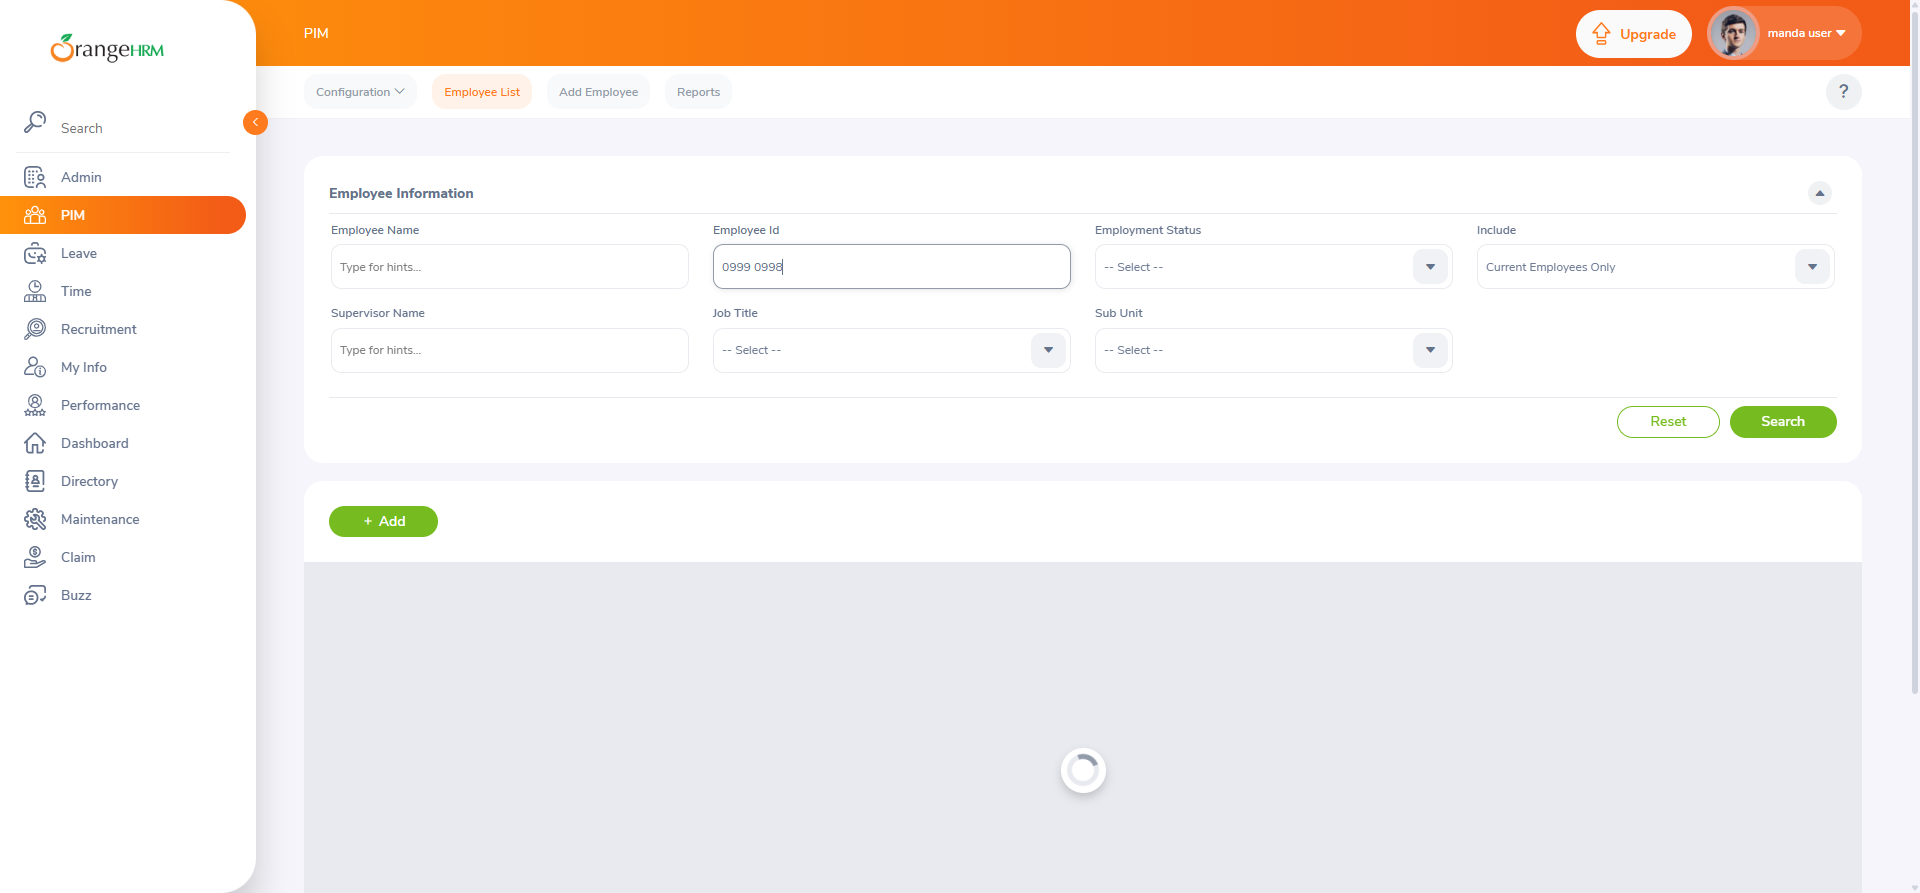 OrangeHRM
PIM
Upgrade
manda user
Configuration
Employee List
Add Employee
Reports
?
Search
Admin
PIM
Leave
Time
Recruitment
My Info
Performance
Dashboard
Directory
Maintenance
Claim
Buzz
Employee Information
Employee Name
Employee Id
Employment Status
Include
Type for hints...
0999 0998
-- Select --
Current Employees Only
Supervisor Name
Job Title
Sub Unit
Type for hints...
-- Select --
-- Select --
Reset
Search
+ Add